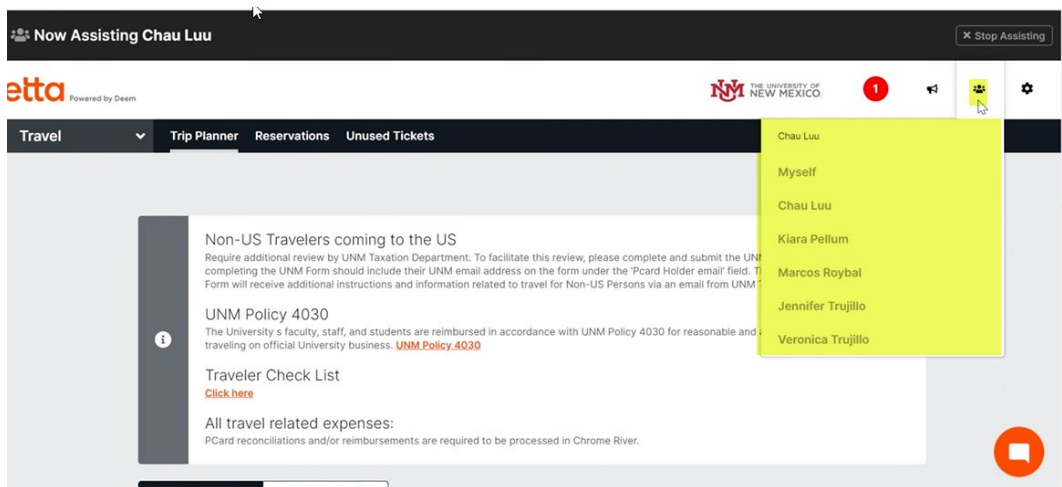 Now Assisting Chau Luu
× Stop Assisting
etta Powered by Deem
NM THE UNIVERSITY OF
NEW MEXICO
1
Travel
Trip Planner Reservations Unused Tickets
Chau Luu
Myself
Chau Luu
Kiara Pellum
Marcos Roybal
Jennifer Trujillo
Veronica Trujillo
Non-US Travelers coming to the US
Require additional review by UNM Taxation Department. To facilitate this review, please complete and submit the UNM
completing the UNM Form should include their UNM email address on the form under the 'Pcard Holder email' field.
Form will receive additional instructions and information related to travel for Non-US Persons via an email from UNM
UNM Policy 4030
The University s faculty, staff, and students are reimbursed in accordance with UNM Policy 4030 for reasonable and
traveling on official University business. UNM Policy 4030
Traveler Check List
Click here
All travel related expenses:
PCard reconciliations and/or reimbursements are required to be processed in Chrome River.